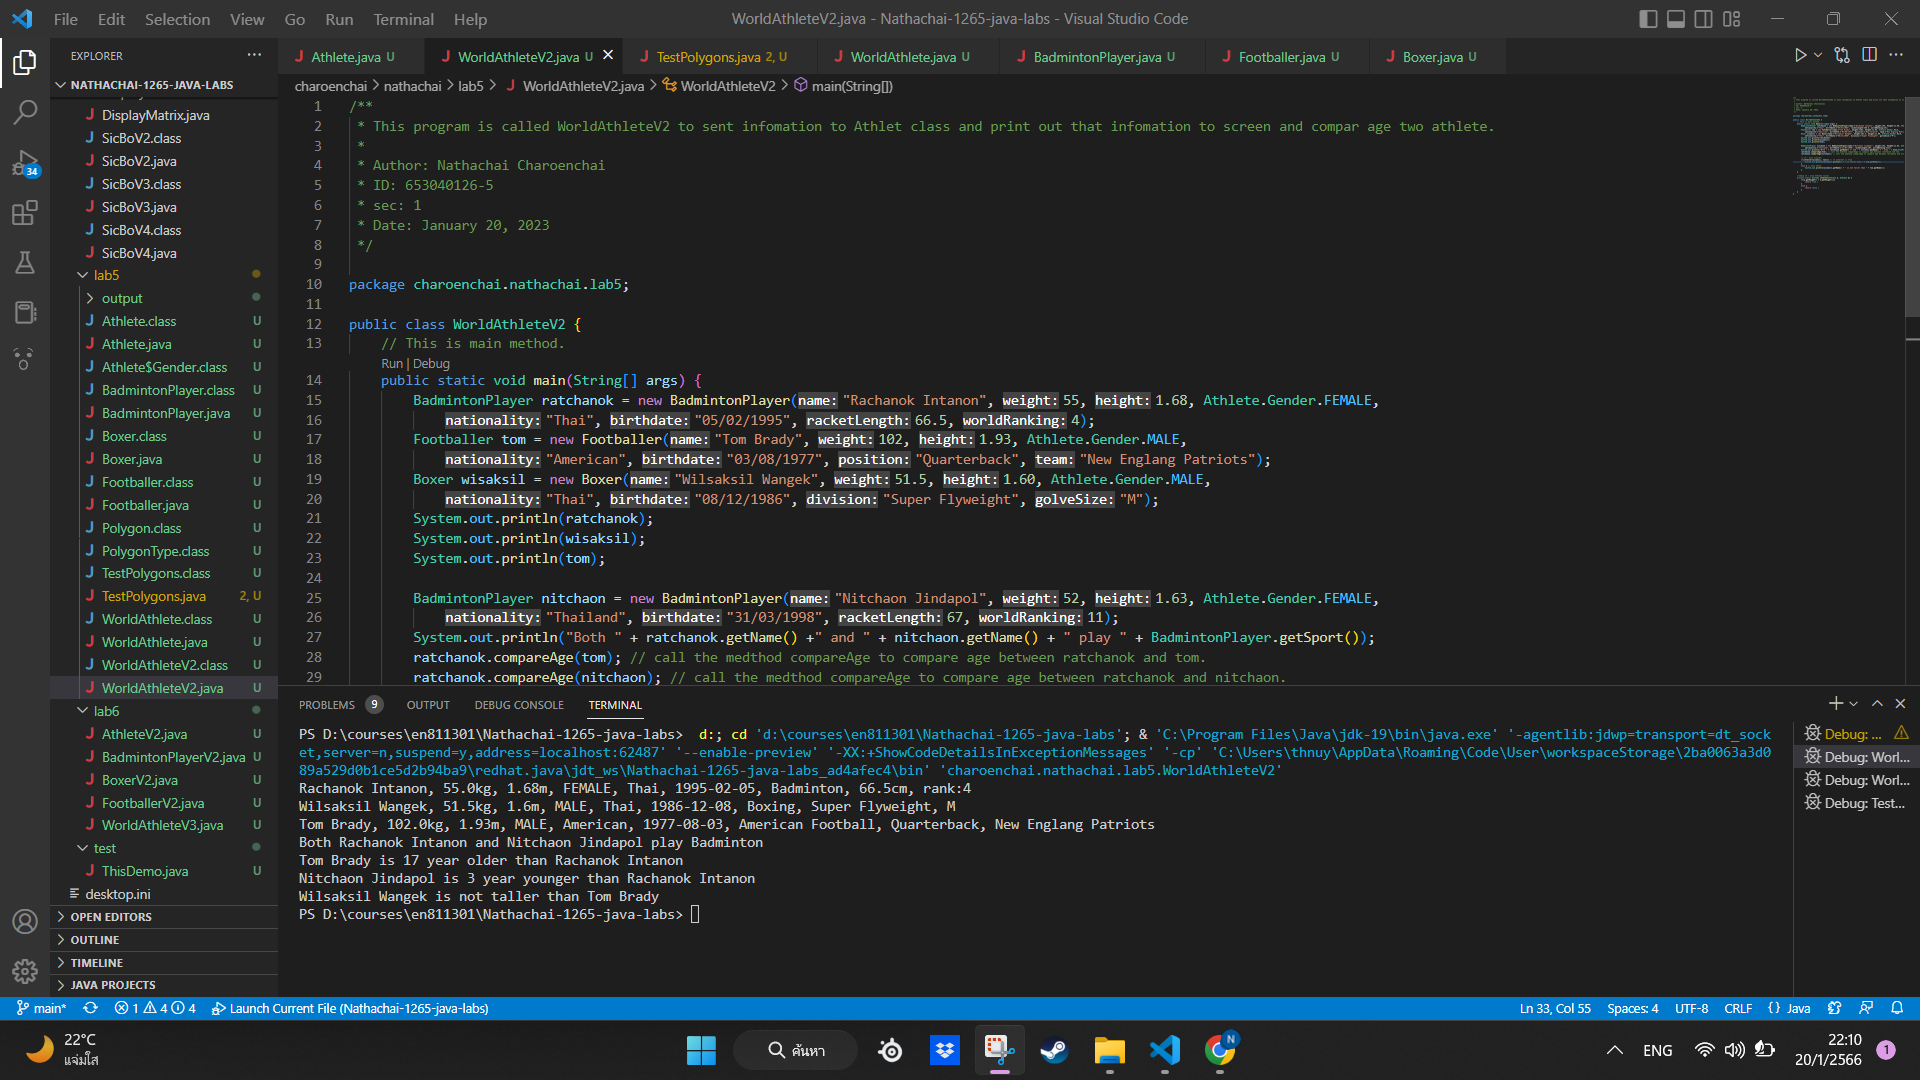 File Edit Selection View Go Run Terminal Help
WorldAthleteV2.java - Nathachai-1265-java-labs - Visual Studio Code
EXPLORER
NATHACHAI-1265-JAVA-LABS
DisplayMatrix.java
SicBoV2.class
SicBoV2.java
SicBoV3.class
SicBoV3.java
SicBoV4.class
SicBoV4.java
lab5
output
Athlete.class U
Athlete.java U
Athlete$Gender.class U
BadmintonPlayer.class U
BadmintonPlayer.java U
Boxer.class U
Boxer.java U
Footballer.class U
Footballer.java U
Polygon.class U
PolygonType.class U
TestPolygons.class U
TestPolygons.java 2, U
WorldAthlete.class U
WorldAthlete.java U
WorldAthleteV2.class U
WorldAthleteV2.java U
lab6
AthleteV2.java U
BadmintonPlayerV2.java U
BoxerV2.java U
FootballerV2.java U
WorldAthleteV3.java U
test
ThisDemo.java U
desktop.ini
OPEN EDITORS
OUTLINE
TIMELINE
JAVA PROJECTS
34
Athlete.java U WorldAthleteV2.java U TestPolygons.java 2, U WorldAthlete.java U BadmintonPlayer.java U Footballer.java U Boxer.java U
charoenchai > nathachai > lab5 > WorldAthleteV2.java > WorldAthleteV2 > main(String[])
1 /**
2 * This program is called WorldAthleteV2 to sent infomation to Athlet class and print out that infomation to screen and compar age two athlete.
3 *
4 * Author: Nathachai Charoenchai
5 * ID: 653040126-5
6 * sec: 1
7 * Date: January 20, 2023
8 */
9
10 package charoenchai.nathachai.lab5;
11
12 public class WorldAthleteV2 {
13 // This is main method.
Run | Debug
14 public static void main(String[] args) {
15 BadmintonPlayer ratchanok = new BadmintonPlayer(name: "Rachanok Intanon", weight: 55, height: 1.68, Athlete.Gender.FEMALE,
16 nationality: "Thai", birthdate: "05/02/1995", racketLength: 66.5, worldRanking: 4);
17 Footballer tom = new Footballer(name: "Tom Brady", weight: 102, height: 1.93, Athlete.Gender.MALE,
18 nationality: "American", birthdate: "03/08/1977", position: "Quarterback", team: "New Englang Patriots");
19 Boxer wisaksil = new Boxer(name: "Wilsaksil Wangek", weight: 51.5, height: 1.60, Athlete.Gender.MALE,
20 nationality: "Thai", birthdate: "08/12/1986", division: "Super Flyweight", golveSize: "M");
21 System.out.println(ratchanok);
22 System.out.println(wisaksil);
23 System.out.println(tom);
24
25 BadmintonPlayer nitchaon = new BadmintonPlayer(name: "Nitchaon Jindapol", weight: 52, height: 1.63, Athlete.Gender.FEMALE,
26 nationality: "Thailand", birthdate: "31/03/1998", racketLength: 67, worldRanking: 11);
27 System.out.println("Both " + ratchanok.getName() +" and " + nitchaon.getName() + " play " + BadmintonPlayer.getSport());
28 ratchanok.compareAge(tom); // call the medthod compareAge to compare age between ratchanok and tom.
29 ratchanok.compareAge(nitchaon); // call the medthod compareAge to compare age between ratchanok and nitchaon.
PROBLEMS 9 OUTPUT DEBUG CONSOLE TERMINAL
PS D:\courses\en811301\Nathachai-1265-java-labs> d:; cd 'd:\courses\en811301\Nathachai-1265-java-labs'; & 'C:\Program Files\Java\jdk-19\bin\java.exe' '-agentlib:jdwp=transport=dt_sock
et,server=n,suspend=y,address=localhost:62487' '--enable-preview' '-XX:+ShowCodeDetailsInExceptionMessages' '-cp' 'C:\Users\thnuy\AppData\Roaming\Code\User\workspaceStorage\2ba0063a3d0
89a529d0b1ce5d2b94ba9\redhat.java\jdt_ws\Nathachai-1265-java-labs_ad4afec4\bin' 'charoenchai.nathachai.lab5.WorldAthleteV2'
Rachanok Intanon, 55.0kg, 1.68m, FEMALE, Thai, 1995-02-05, Badminton, 66.5cm, rank:4
Wilsaksil Wangek, 51.5kg, 1.6m, MALE, Thai, 1986-12-08, Boxing, Super Flyweight, M
Tom Brady, 102.0kg, 1.93m, MALE, American, 1977-08-03, American Football, Quarterback, New Englang Patriots
Both Rachanok Intanon and Nitchaon Jindapol play Badminton
Tom Brady is 17 year older than Rachanok Intanon
Nitchaon Jindapol is 3 year younger than Rachanok Intanon
Wilsaksil Wangek is not taller than Tom Brady
PS D:\courses\en811301\Nathachai-1265-java-labs>
Debug: ...
Debug: Worl...
Debug: Worl...
Debug: Test...
main* 1 4 4 Launch Current File (Nathachai-1265-java-labs)
Ln 33, Col 55 Spaces: 4 UTF-8 CRLF {} Java
22°C
แจ่มใส
ค้นหา
N
ENG
22:10
20/1/2566
1